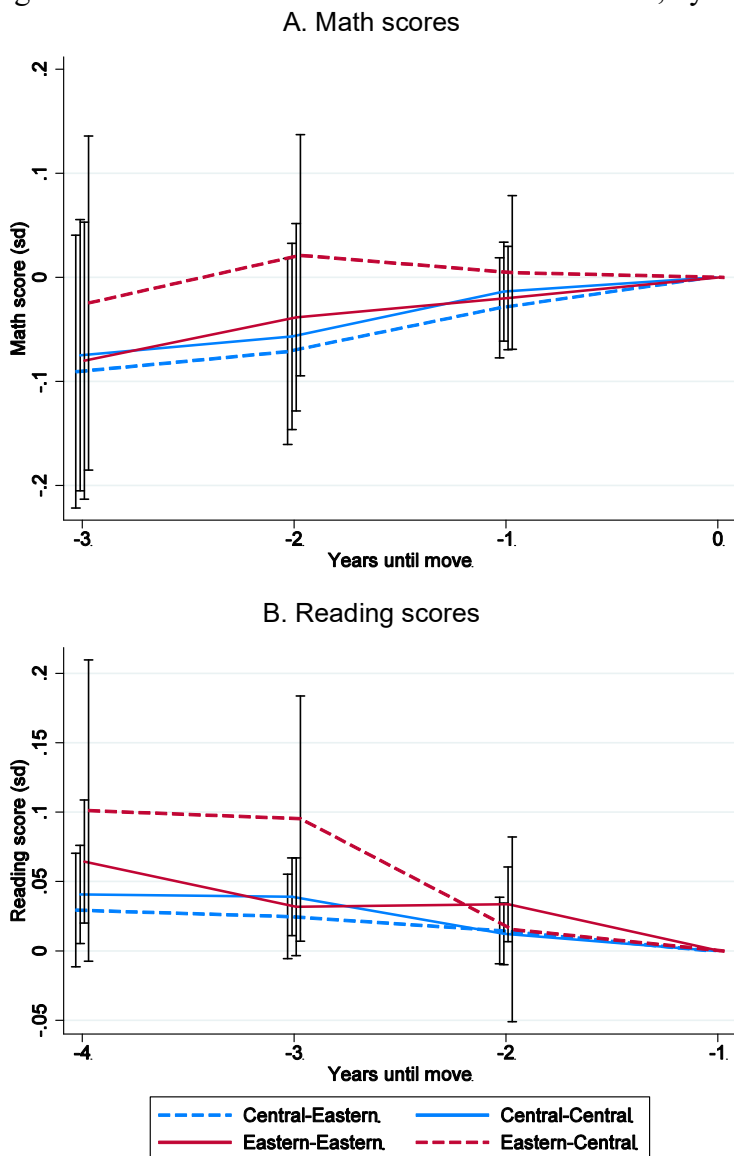 A. Math scores
.2
.1
0
-.1
-.2
Math score (sd)
-3 -2 -1 0
Years until move
B. Reading scores
.2
.15
.1
.05
0
-.05
Reading score (sd)
-4 -3 -2 -1
Years until move
Central-Eastern Central-Central
Eastern-Eastern Eastern-Central